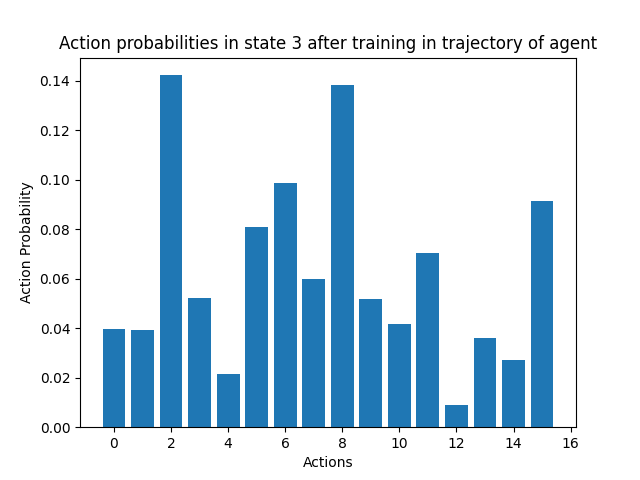 Action probabilities in state 3 after training in trajectory of agent
0.14
0.12
0.10
0.08
0.06
0.04
0.02
0.00
Action Probability
0 2 4 6 8 10 12 14 16
Actions